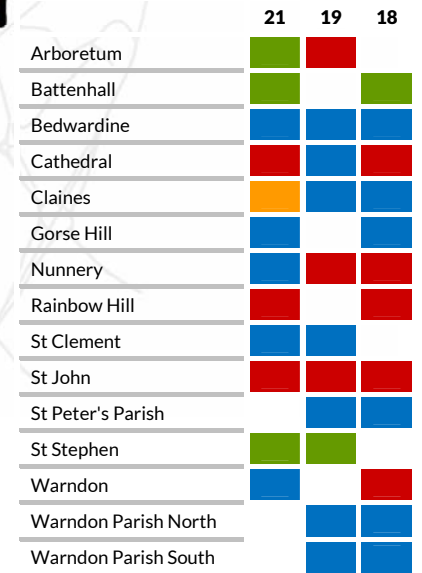 21 19 18
Arboretum
Battenhall
Bedwardine
Cathedral
Claines
Gorse Hill
Nunnery
Rainbow Hill
St Clement
St John
St Peter's Parish
St Stephen
Warndon
Warndon Parish North
Warndon Parish South